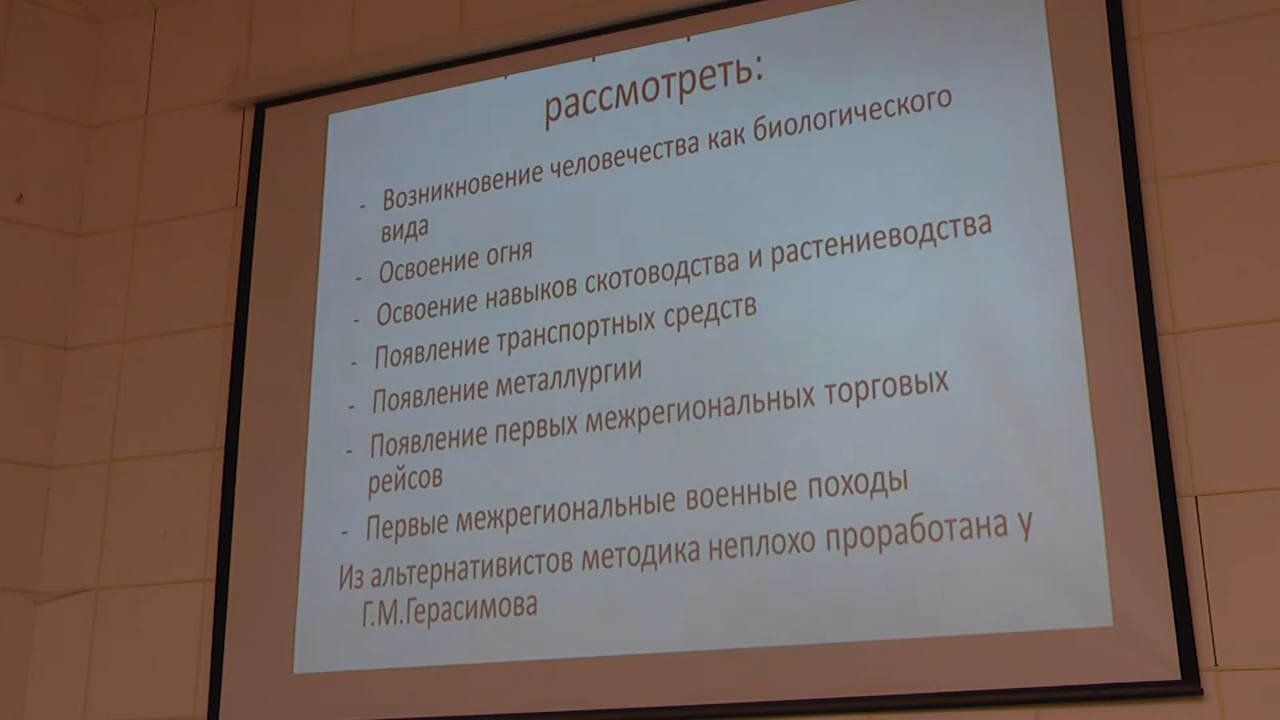 рассмотреть:
- Возникновение человечества как биологического
вида
- Освоение огня
- Освоение навыков скотоводства и растениеводства
- Появление транспортных средств
- Появление металлургии
- Появление первых межрегиональных торговых
рейсов
- Первые межрегиональные военные походы
Из альтернативистов методика неплохо проработана у
Г.М.Герасимова